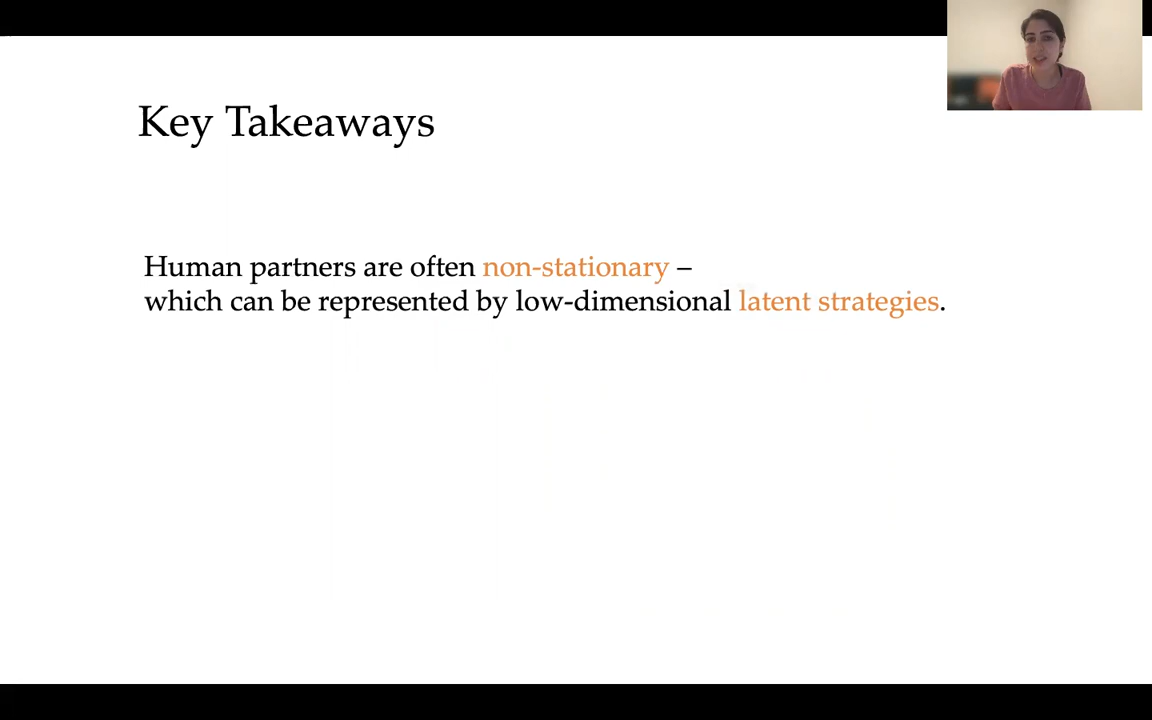 Key Takeaways
Human partners are often non-stationary –
which can be represented by low-dimensional latent strategies.